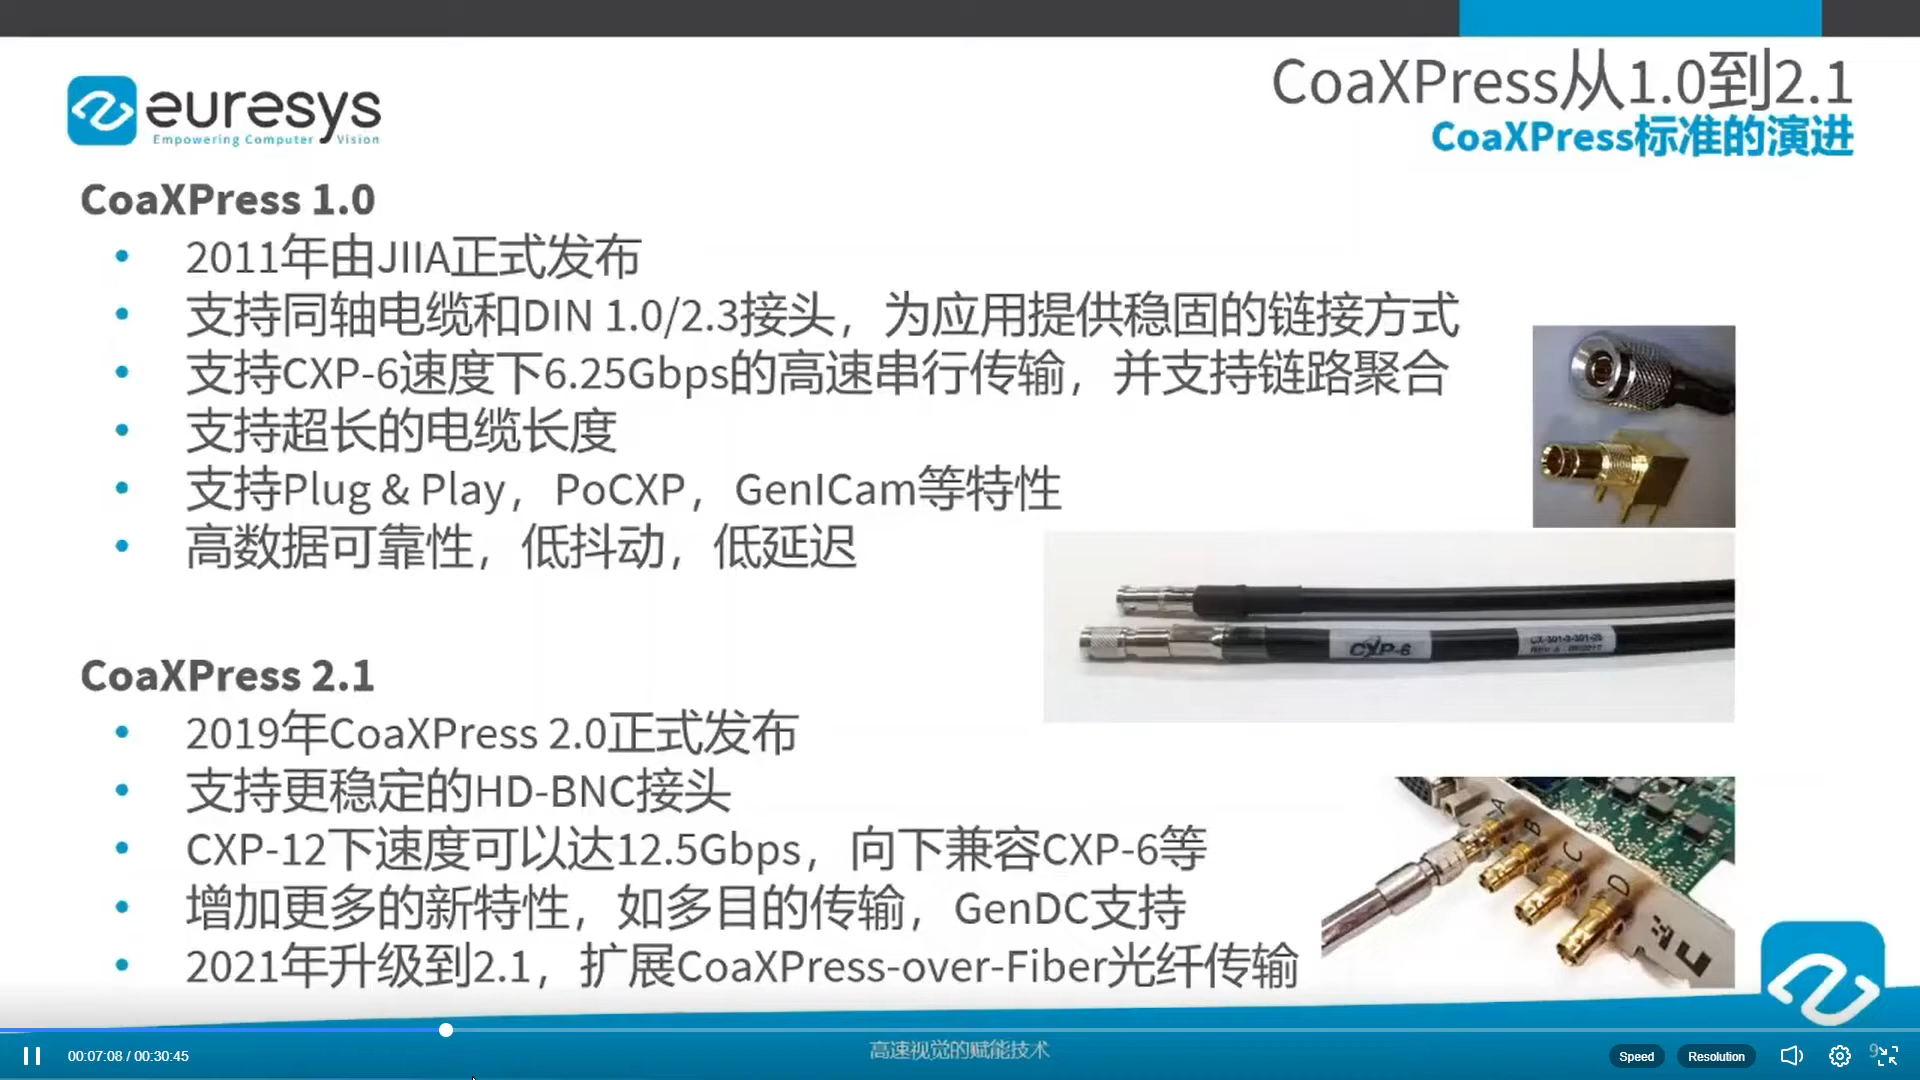 CoaXPress从1.0到2.1
euresys
Empowering Computer Vision
CoaXPress标准的演进
CoaXPress 1.0
• 2011年由JIIA正式发布
• 支持同轴电缆和DIN 1.0/2.3接头，为应用提供稳固的链接方式
• 支持CXP-6速度下6.25Gbps的高速串行传输，并支持链路聚合
• 支持超长的电缆长度
• 支持Plug & Play，PoCXP，GenICam等特性
• 高数据可靠性，低抖动，低延迟
CXP-6
CoaXPress 2.1
• 2019年CoaXPress 2.0正式发布
• 支持更稳定的HD-BNC接头
• CXP-12下速度可以达12.5Gbps，向下兼容CXP-6等
• 增加更多的新特性，如多目的传输，GenDC支持
• 2021年升级到2.1，扩展CoaXPress-over-Fiber光纤传输
A
B
C
D
00:07:08 / 00:30:45
高速视觉的赋能技术
Speed
Resolution
9